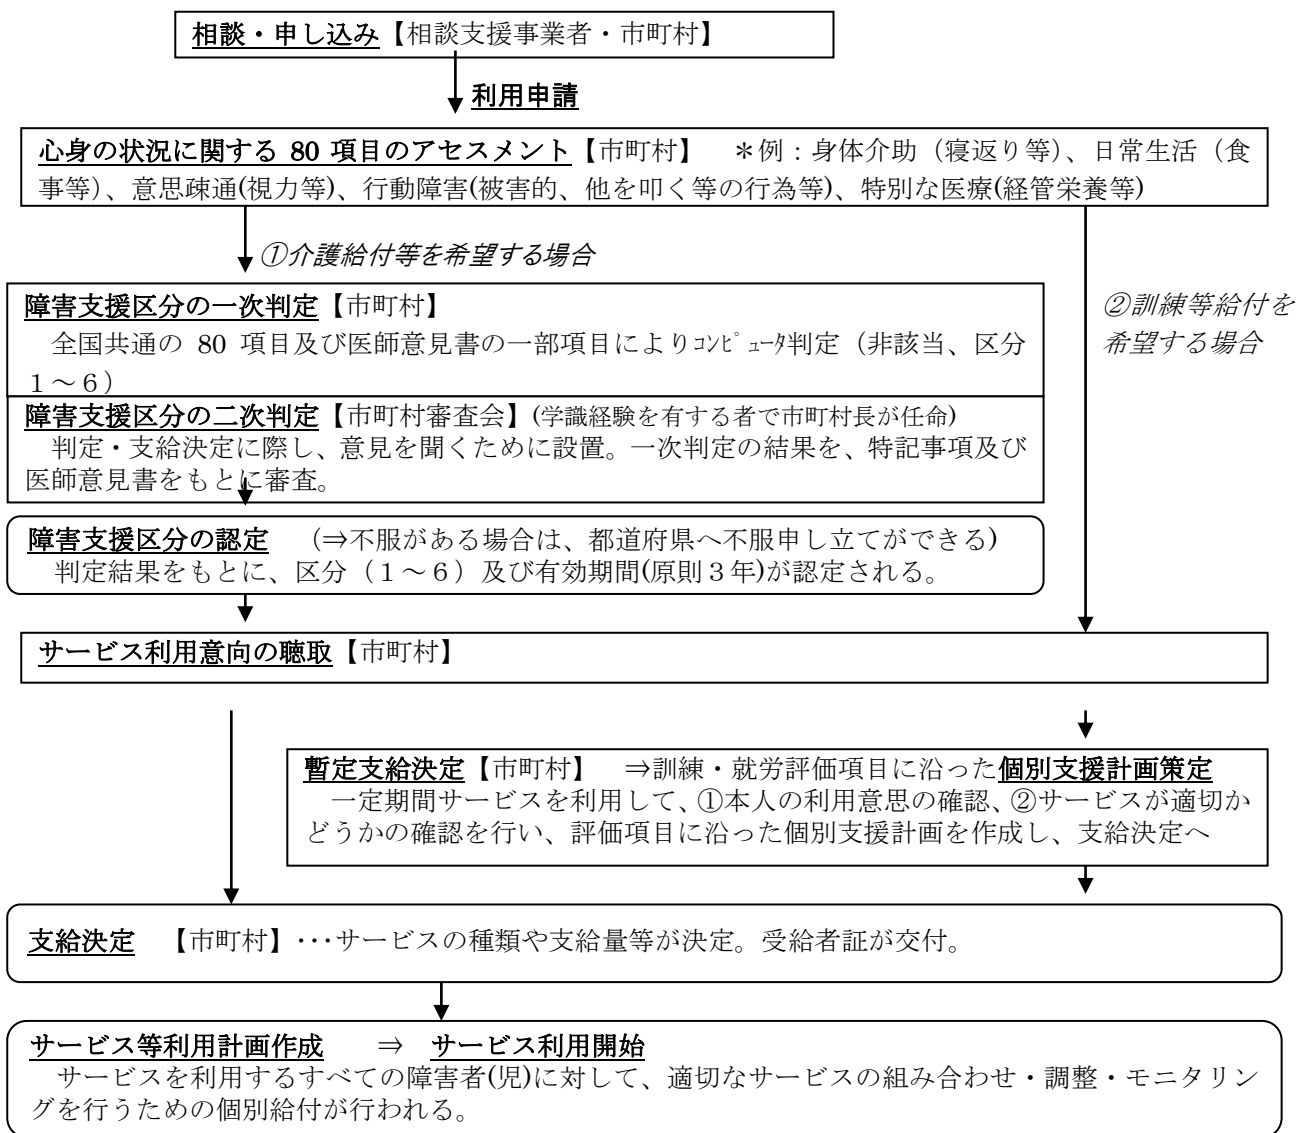 相談・申し込み【相談支援事業者・市町村】
利用申請
心身の状況に関する 80 項目のアセスメント【市町村】　＊例：身体介助（寝返り等）、日常生活（食
事等）、意思疎通(視力等)、行動障害(被害的、他を叩く等の行為等)、特別な医療(経管栄養等)
①介護給付等を希望する場合
②訓練等給付を
希望する場合
障害支援区分の一次判定【市町村】
全国共通の 80 項目及び医師意見書の一部項目によりｺﾝﾋﾟｭｰﾀ判定（非該当、区分
１～６）
障害支援区分の二次判定【市町村審査会】(学識経験を有する者で市町村長が任命)
判定・支給決定に際し、意見を聞くために設置。一次判定の結果を、特記事項及び
医師意見書をもとに審査。
障害支援区分の認定　（⇒不服がある場合は、都道府県へ不服申し立てができる）
判定結果をもとに、区分（１～６）及び有効期間(原則３年)が認定される。
サービス利用意向の聴取【市町村】
暫定支給決定【市町村】　⇒訓練・就労評価項目に沿った個別支援計画策定
一定期間サービスを利用して、①本人の利用意思の確認、②サービスが適切か
どうかの確認を行い、評価項目に沿った個別支援計画を作成し、支給決定へ
支給決定　【市町村】…サービスの種類や支給量等が決定。受給者証が交付。
サービス等利用計画作成　　⇒　サービス利用開始
サービスを利用するすべての障害者(児)に対して、適切なサービスの組み合わせ・調整・モニタリン
グを行うための個別給付が行われる。